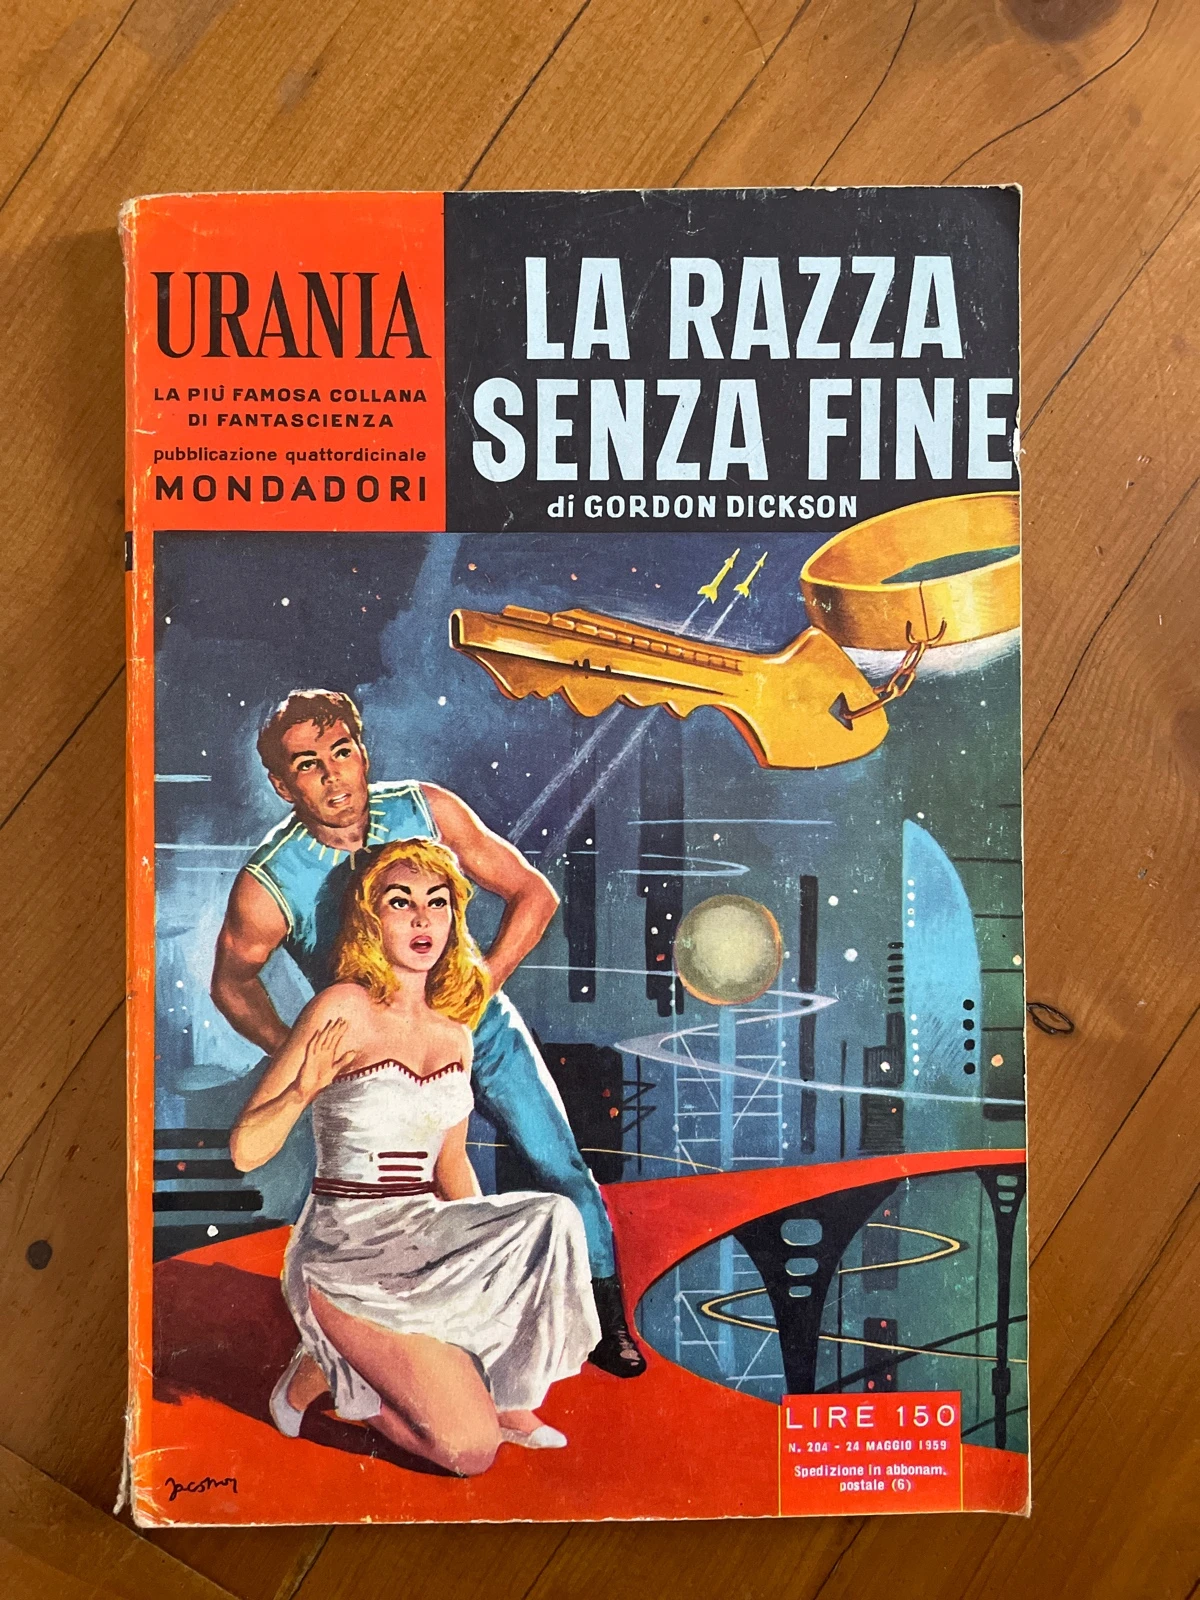 URANIA
LA PIÙ FAMOSA COLLANA
DI FANTASCIENZA
pubblicazione quattordicinale
MONDADORI
LA RAZZA
SENZA FINE
di GORDON DICKSON
LIRE 150
N. 204 - 24 MAGGIO 1959
Spedizione in abbonam.
postale (6)